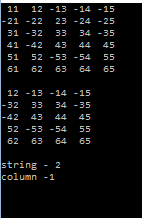 11 12 -13 -14 -15
-21 -22 23 -24 -25
31 -32 33 34 -35
41 -42 43 44 45
51 52 -53 -54 55
61 62 63 64 65
12 -13 -14 -15
-32 33 34 -35
-42 43 44 45
52 -53 -54 55
62 63 64 65
string - 2
column -1